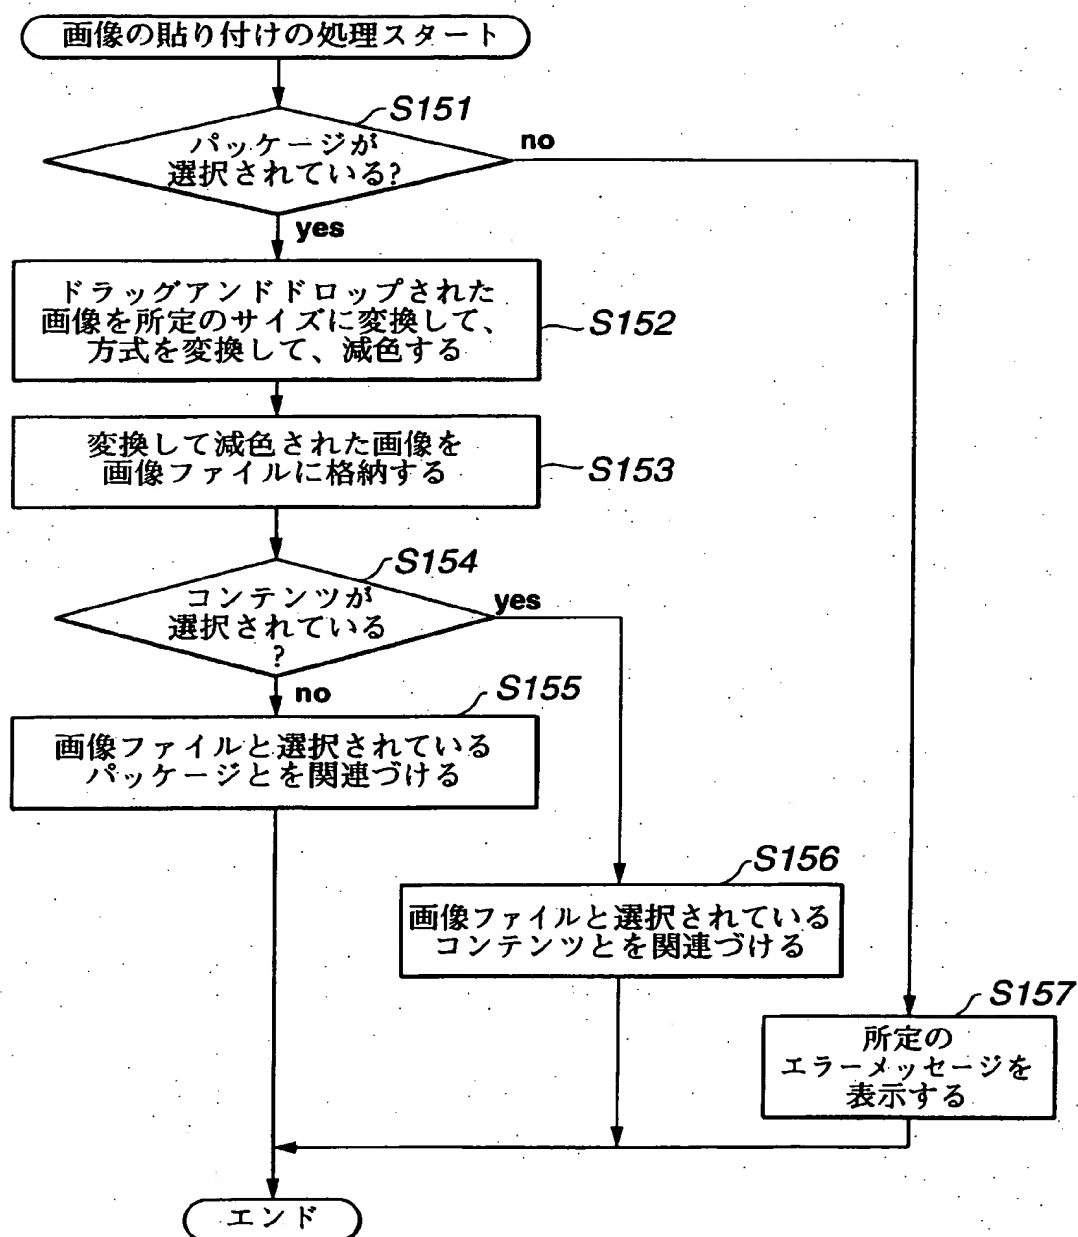 画像の貼り付けの処理スタート
S151
パッケージが
選択されている?
no
yes
ドラッグアンドドロップされた
画像を所定のサイズに変換して、
方式を変換して、減色する
S152
変換して減色された画像を
画像ファイルに格納する
S153
S154
コンテンツが
選択されている
?
yes
no
S155
画像ファイルと選択されている
パッケージとを関連づける
S156
画像ファイルと選択されている
コンテンツとを関連づける
S157
所定の
エラーメッセージを
表示する
エンド